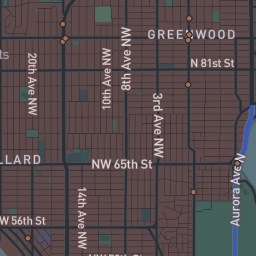 GREENWOOD
N 81st St
20th Ave NW
10th Ave NW
8th Ave NW
3rd Ave NW
LLARD
NW 65th St
Aurora Ave N
14th Ave NW
W 56th St